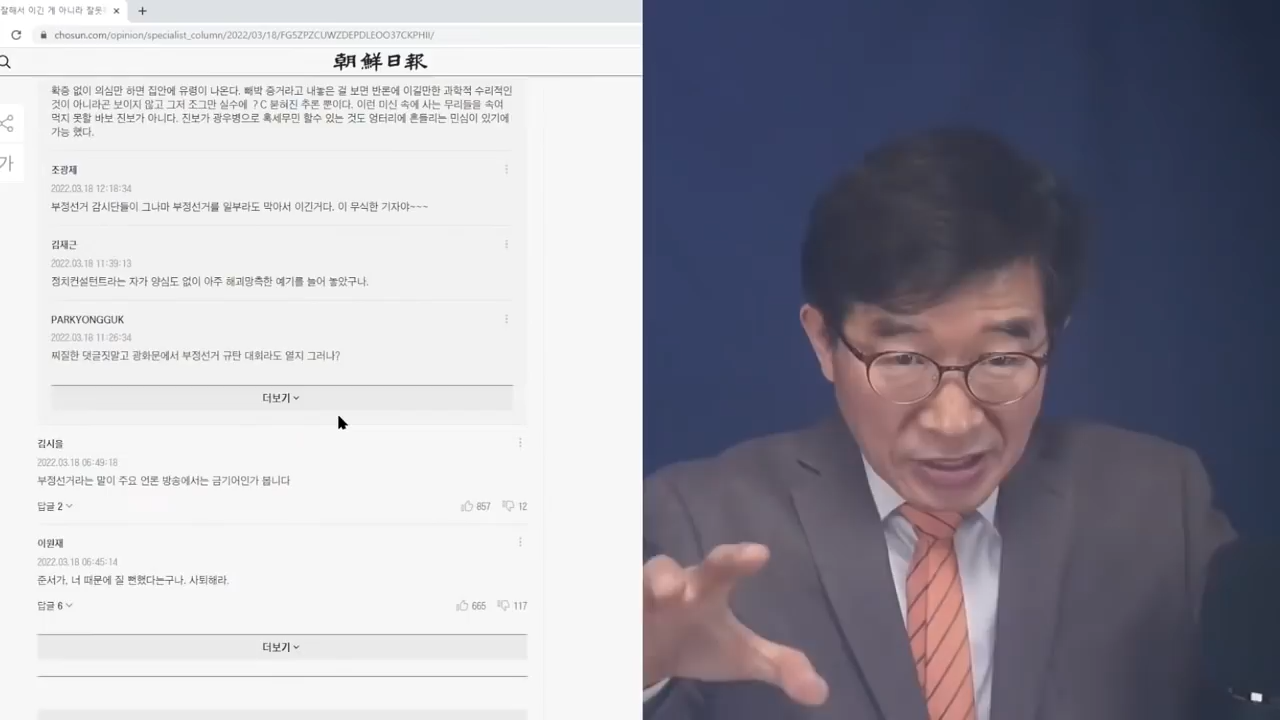 잘해서 이긴 게 아니라 잘못
chosun.com/opinion/specialist_column/2022/03/18/FG5ZPZCUWZDEPDLEOO37CKPHII/
朝鮮日報
가
확증 없이 의심만 하면 집안에 유령이 나온다. 빼박 증거라고 내놓은 걸 보면 반론에 이길만한 과학적 수리적인
것이 아니라곤 보이지 않고 그저 조그만 실수에 ? C 묻혀진 추론 뿐이다. 이런 미신 속에 사는 무리들을 속여
먹지 못할 바보 진보가 아니다. 진보가 광우병으로 혹세무민 할수 있는 것도 엉터리에 흔들리는 민심이 있기에
가능 했다.
조광제
2022.03.18 12:18:34
부정선거 감시단들이 그나마 부정선거를 일부라도 막아서 이긴거다. 이 무식한 기자야~~~
김재근
2022.03.18 11:39:13
정치컨설턴트라는 자가 양심도 없이 아주 해괴망측한 예기를 늘어 놓았구나.
PARKYONGGUK
2022.03.18 11:26:34
찌질한 댓글짓말고 광화문에서 부정선거 규탄 대회라도 열지 그러냐?
더보기
김시을
2022.03.18 06:49:18
부정선거라는 말이 주요 언론 방송에서는 금기어인가 봅니다
답글 2
857 12
이원재
2022.03.18 06:45:14
준서가, 너 때문에 질 뻔했다는구나. 사퇴해라.
답글 6
665 117
더보기